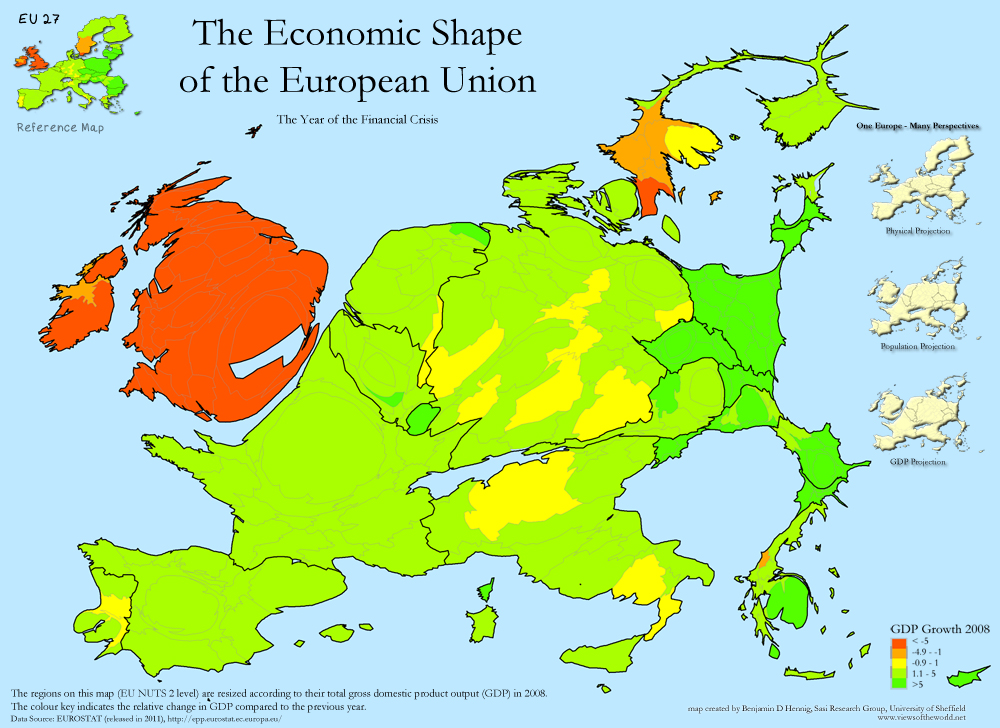 EU 27
Reference Map
The Economic Shape
of the European Union
The Year of the Financial Crisis
One Europe - Many Perspectives
Physical Projection
Population Projection
GDP Projection
GDP Growth 2008
< -5
-4.9 - -1
-0.9 - 1
1.1 - 5
>5
The regions on this map (EU NUTS 2 level) are resized according to their total gross domestic product output (GDP) in 2008.
The colour key indicates the relative change in GDP compared to the previous year.
Data Source: EUROSTAT (released in 2011), http://epp.eurostat.ec.europa.eu/
map created by Benjamin D Hennig, Sasi Research Group, University of Sheffield
www.viewsoftheworld.net